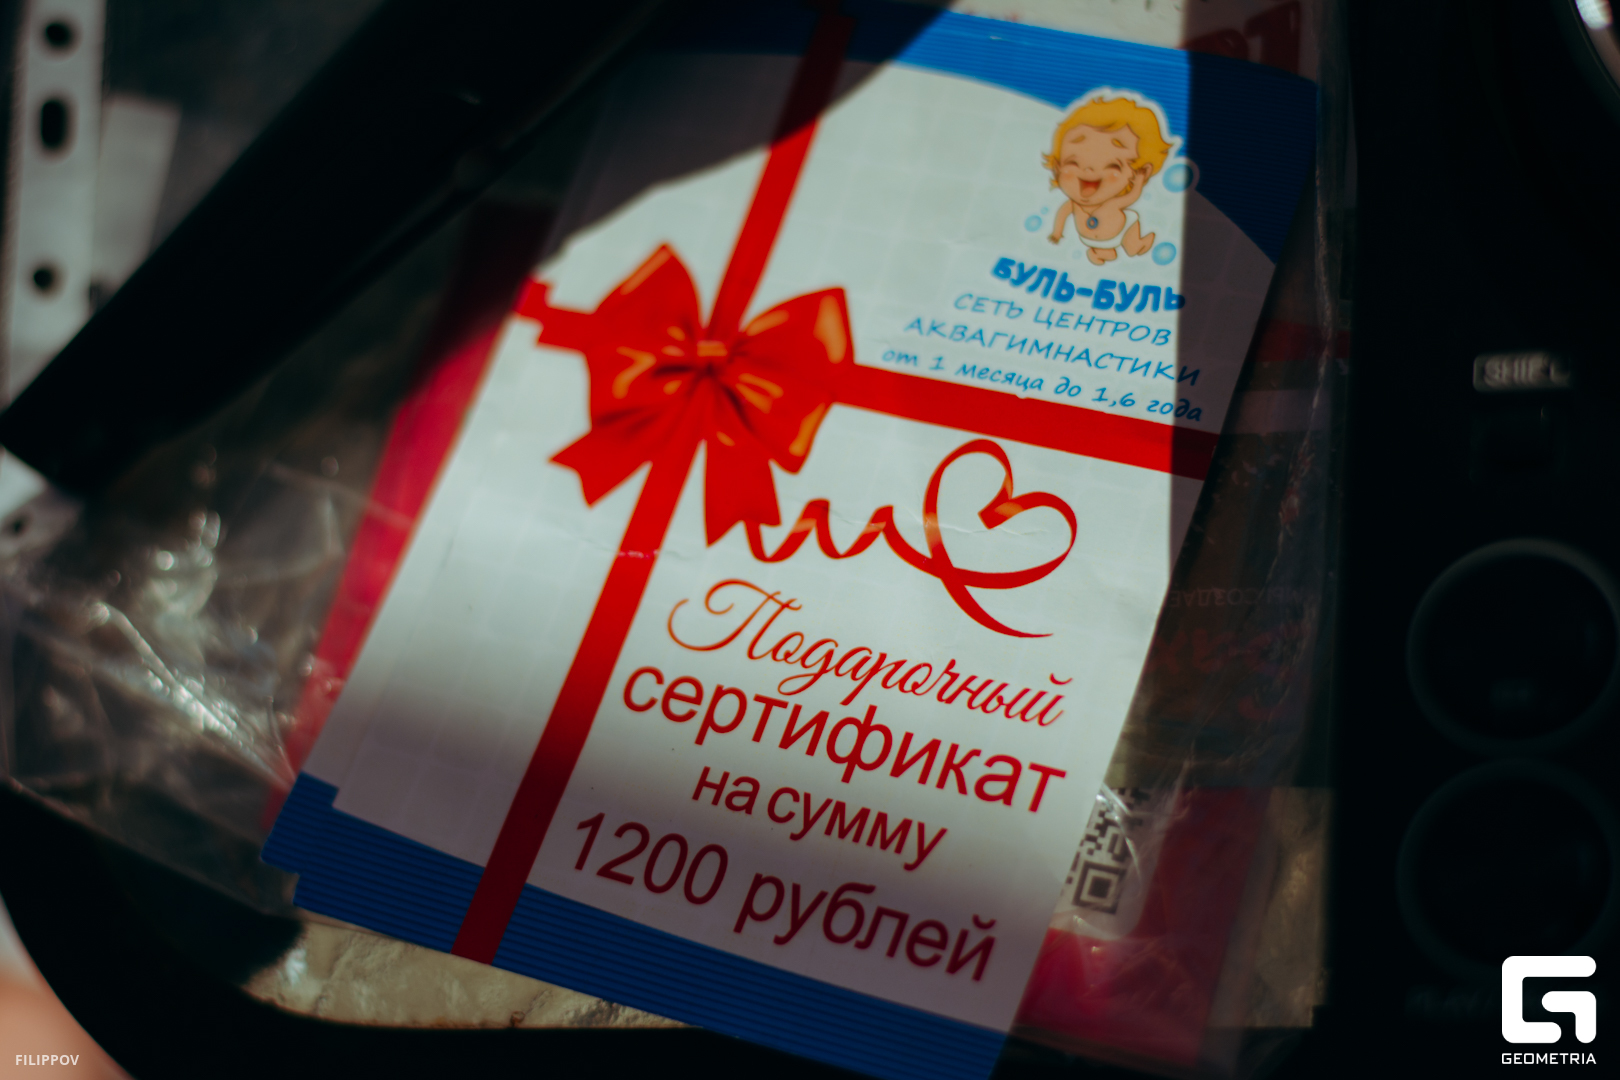 БУЛЬ-БУЛЬ
СЕТЬ ЦЕНТРОВ
АКВАГИМНАСТИКИ
от 1 месяца до 1,6 года
Подарочный
сертификат
на сумму
1200 рублей
SHIFT
FILIPPOV
GEOMETRIA